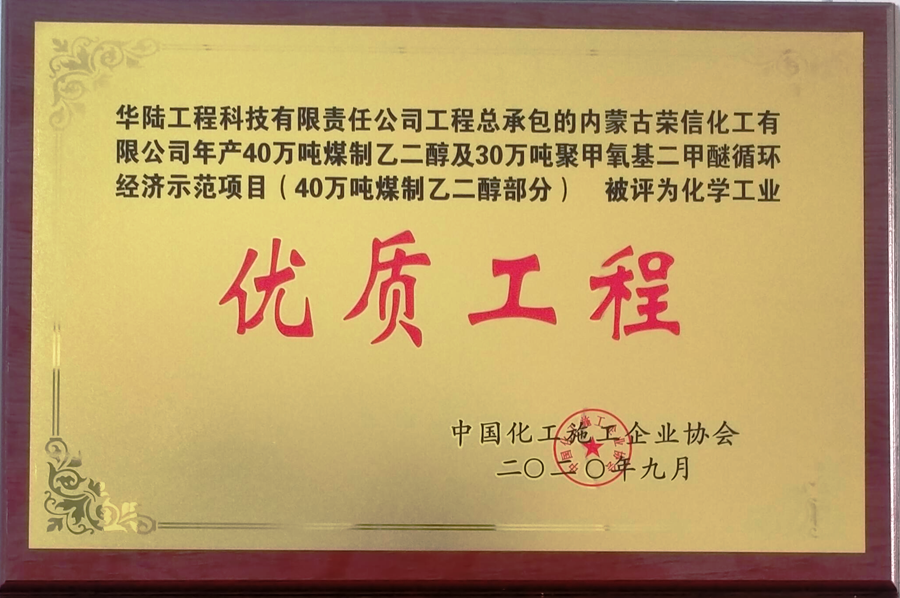 华陆工程科技有限责任公司工程总承包的内蒙古荣信化工有
限公司年产40万吨煤制乙二醇及30万吨聚甲氧基二甲醚循环
经济示范项目（40万吨煤制乙二醇部分） 被评为化学工业
优质工程
中国化工施工企业协会
二〇二〇年九月